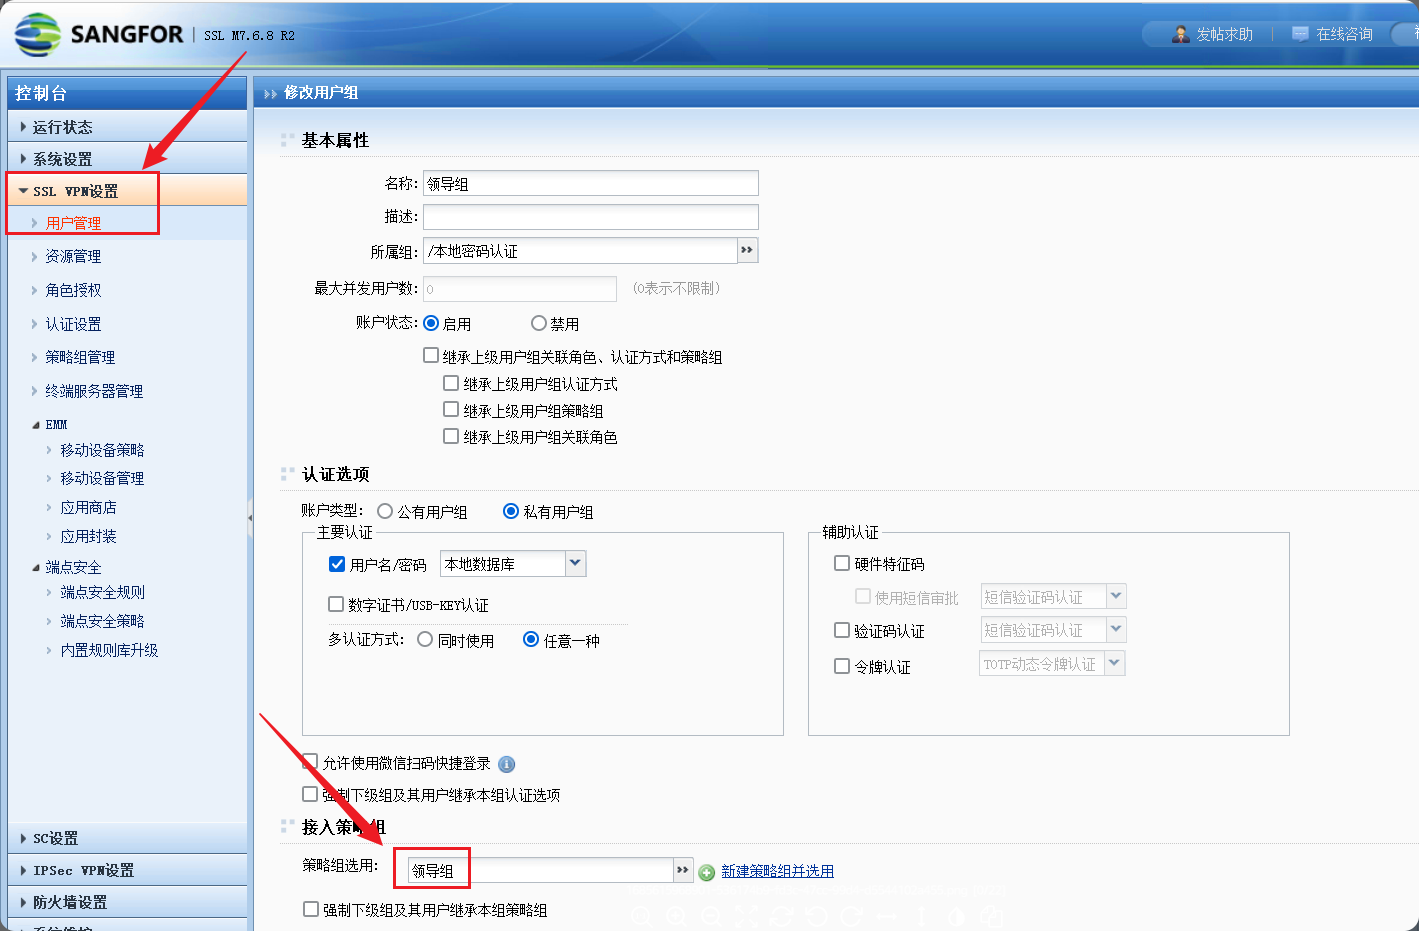 SANGFOR | SSL M7.6.8 R2
发帖求助
在线咨询
控制台
运行状态
系统设置
SSL VPN设置
用户管理
资源管理
角色授权
认证设置
策略组管理
终端服务器管理
EMM
移动设备策略
移动设备管理
应用商店
应用封装
端点安全
端点安全规则
端点安全策略
内置规则库升级
SC设置
IPSec VPN设置
防火墙设置
修改用户组
基本属性
名称: 领导组
描述:
所属组: /本地密码认证
最大并发用户数: 0 (0表示不限制)
账户状态: 启用 禁用
继承上级用户组关联角色、认证方式和策略组
继承上级用户组认证方式
继承上级用户组策略组
继承上级用户组关联角色
认证选项
账户类型: 公有用户组 私有用户组
主要认证
用户名/密码 本地数据库
数字证书/USB-KEY认证
多认证方式: 同时使用 任意一种
辅助认证
硬件特征码
使用短信审批 短信验证码认证
验证码认证 短信验证码认证
令牌认证 TOTP动态令牌认证
允许使用微信扫码快捷登录
强制下级组及其用户继承本组认证选项
接入策略组
策略组选用: 领导组 新建策略组并选用
强制下级组及其用户继承本组策略组